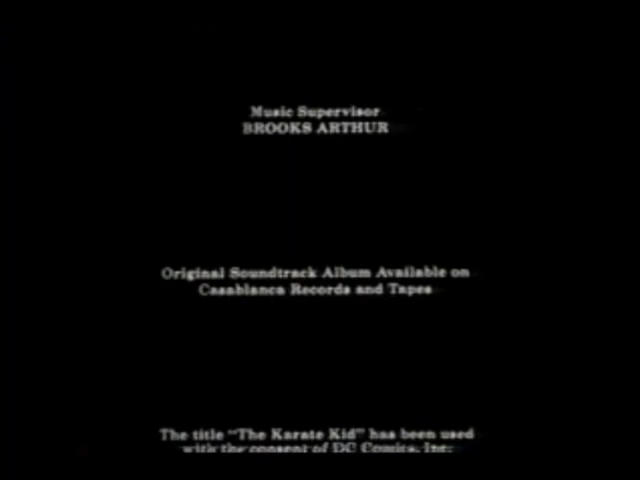 Music Supervisor
BROOKS ARTHUR
Original Soundtrack Album Available on
Casablanca Records and Tapes
The title "The Karate Kid" has been used
with the consent of DC Comics, Inc.